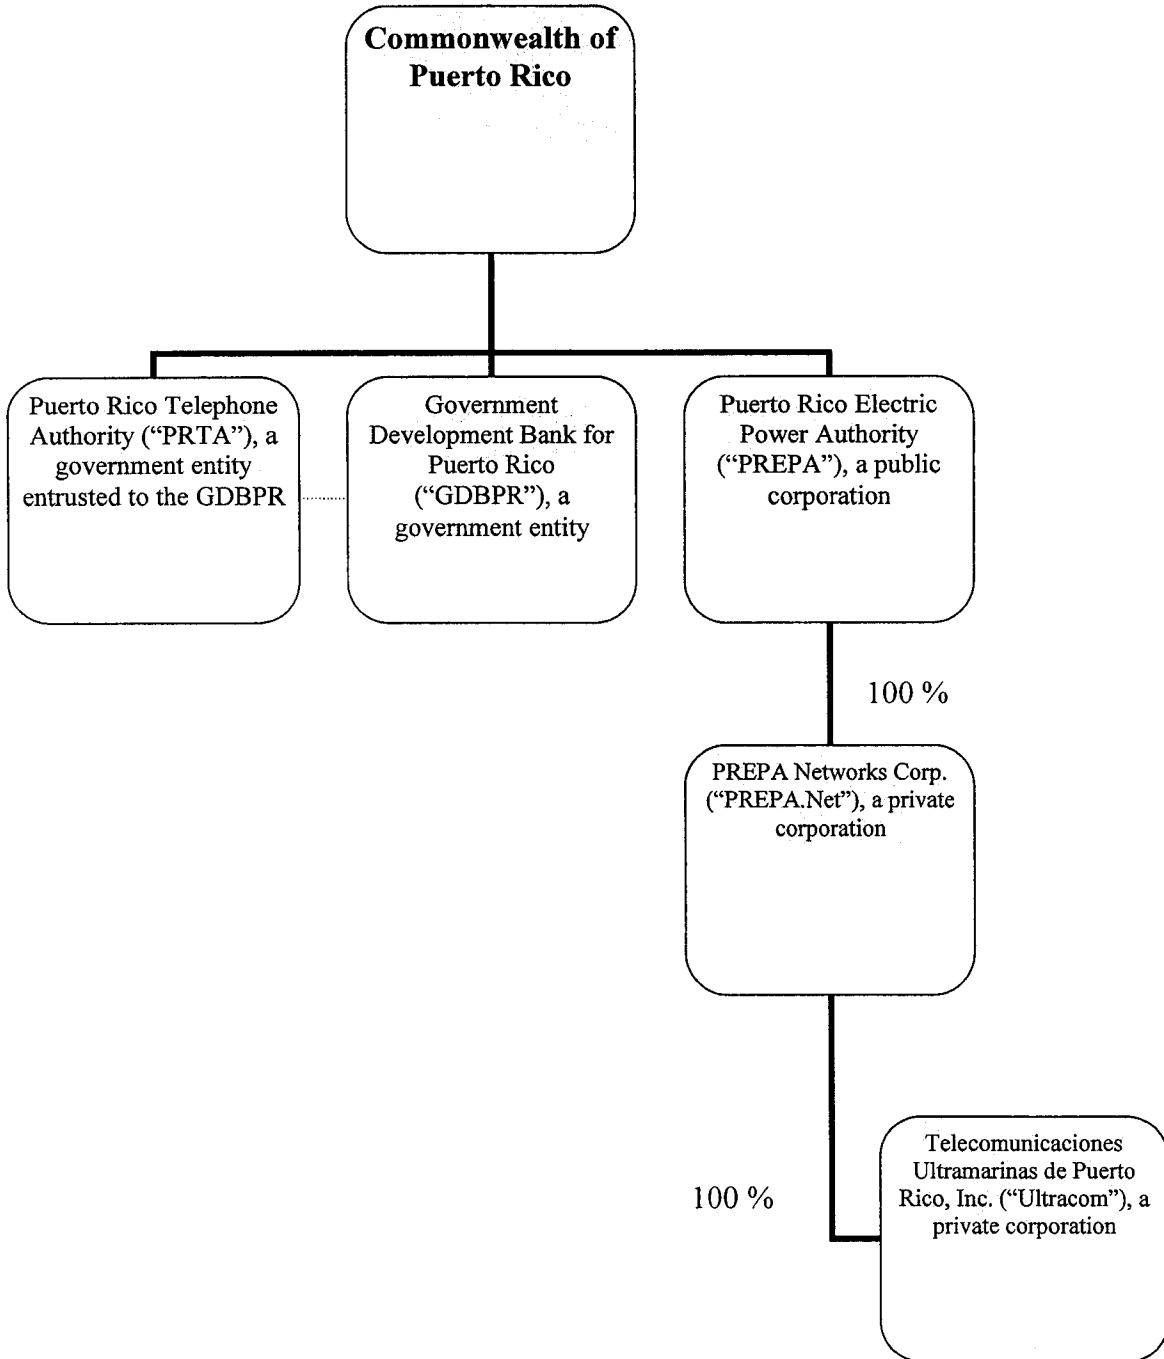 Commonwealth of
Puerto Rico
Puerto Rico Telephone
Authority (“PRTA”), a
government entity
entrusted to the GDBPR
Government
Development Bank for
Puerto Rico
(“GDBPR”), a
government entity
Puerto Rico Electric
Power Authority
(“PREPA”), a public
corporation
100 %
PREPA Networks Corp.
(“PREPA.Net”), a private
corporation
100 %
Telecomunicaciones
Ultramarinas de Puerto
Rico, Inc. (“Ultracom”), a
private corporation